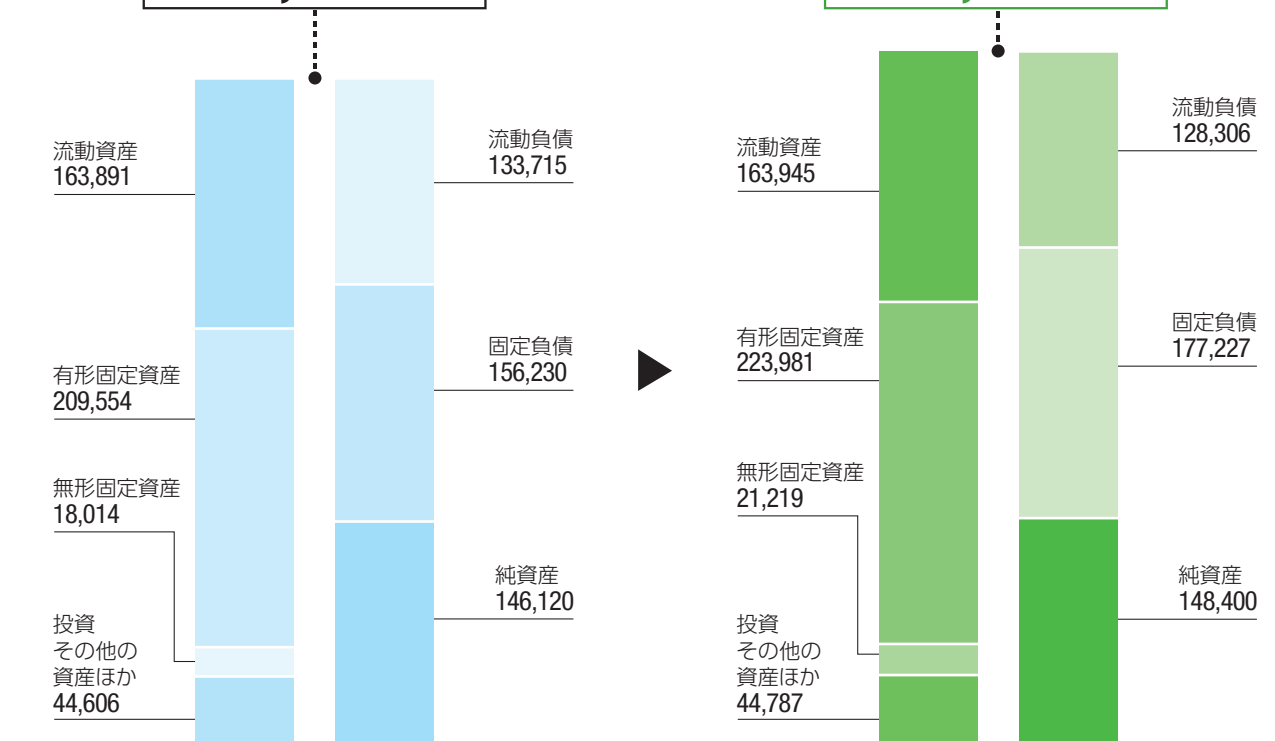 流動資産
163,891
有形固定資産
209,554
無形固定資産
18,014
投資
その他の
資産ほか
44,606
流動負債
133,715
固定負債
156,230
純資産
146,120
流動資産
163,945
有形固定資産
223,981
無形固定資産
21,219
投資
その他の
資産ほか
44,787
流動負債
128,306
固定負債
177,227
純資産
148,400